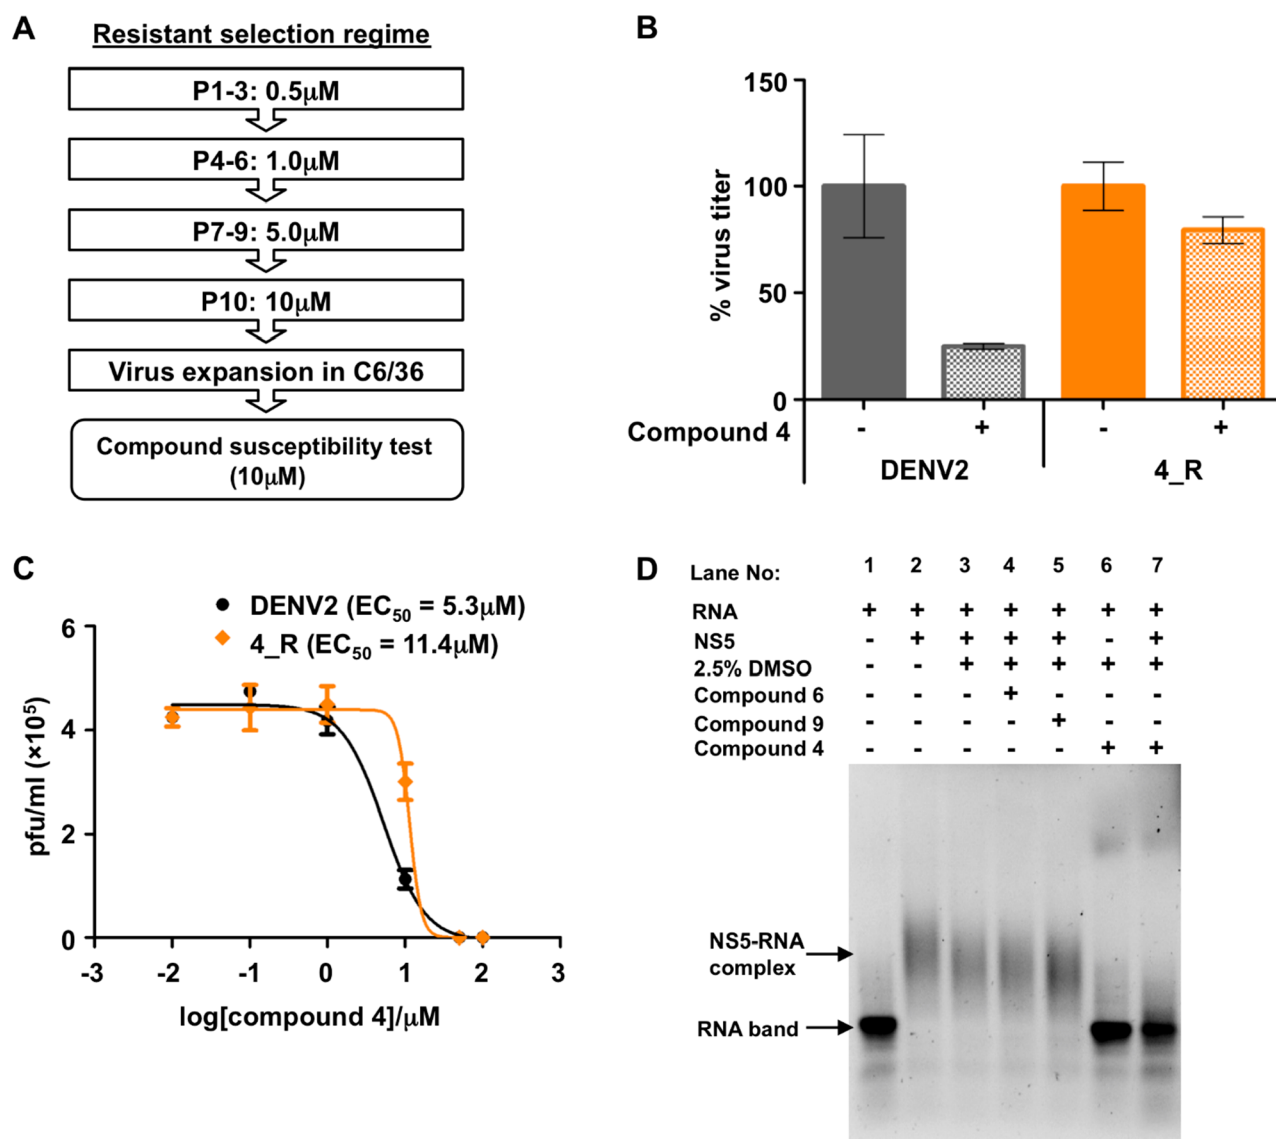 A
Resistant selection regime
P1-3: 0.5μM
P4-6: 1.0μM
P7-9: 5.0μM
P10: 10μM
Virus expansion in C6/36
Compound susceptibility test
(10μM)
B
% virus titer
150
100
50
0
Compound 4 - + - +
DENV2 4_R
C
DENV2 (EC50 = 5.3μM)
4_R (EC50 = 11.4μM)
pfu/ml (×10⁵)
6
4
2
0
-3 -2 -1 0 1 2 3
log[compound 4]/μM
D
Lane No: 1 2 3 4 5 6 7
RNA + + + + + + +
NS5 - + + + + - +
2.5% DMSO - - + + + + +
Compound 6 - - - + - - -
Compound 9 - - - - + - -
Compound 4 - - - - - + +
NS5-RNA
complex
RNA band